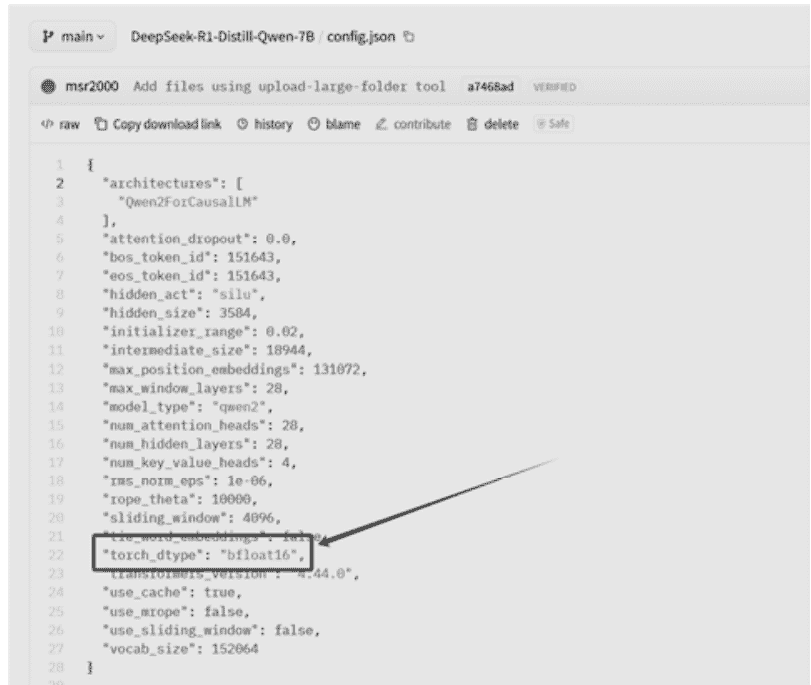 main DeepSeek-R1-Distill-Qwen-7B / config.json
msr2000 Add files using upload-large-folder tool a7468ad VERIFIED
</> raw Copy download link history blame contribute delete Safe
1 {
2 "architectures": [
3 "Qwen2ForCausalLM"
4 ],
5 "attention_dropout": 0.0,
6 "bos_token_id": 151643,
7 "eos_token_id": 151643,
8 "hidden_act": "silu",
9 "hidden_size": 3584,
10 "initializer_range": 0.02,
11 "intermediate_size": 18944,
12 "max_position_embeddings": 131072,
13 "max_window_layers": 28,
14 "model_type": "qwen2",
15 "num_attention_heads": 28,
16 "num_hidden_layers": 28,
17 "num_key_value_heads": 4,
18 "rms_norm_eps": 1e-06,
19 "rope_theta": 10000,
20 "sliding_window": 4096,
21 "tie_word_embeddings": false,
22 "torch_dtype": "bfloat16",
23 "transformers_version": "4.44.0",
24 "use_cache": true,
25 "use_mrope": false,
26 "use_sliding_window": false,
27 "vocab_size": 152064
28 }
29